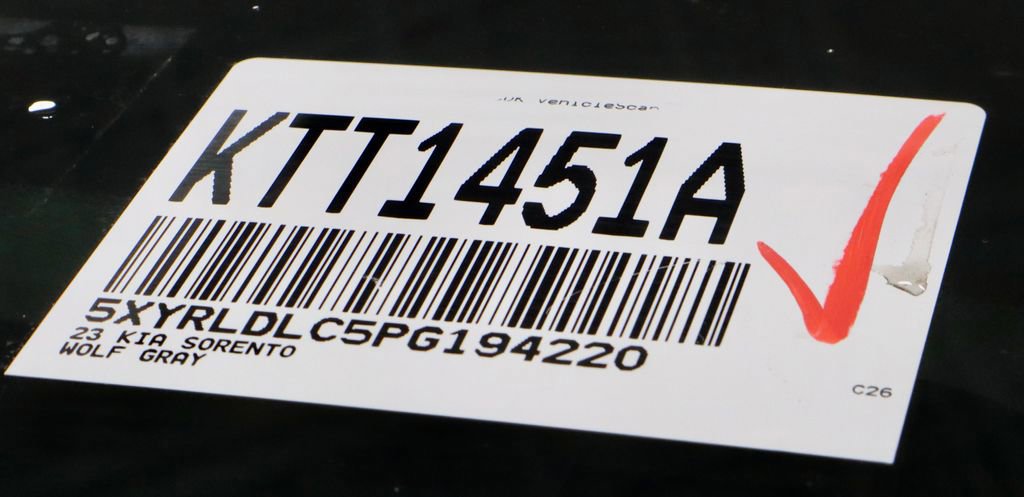 VehicleScan
KTT1451A
5XYRLDLC5PG194220
23 KIA SORENTO
WOLF GRAY
C26